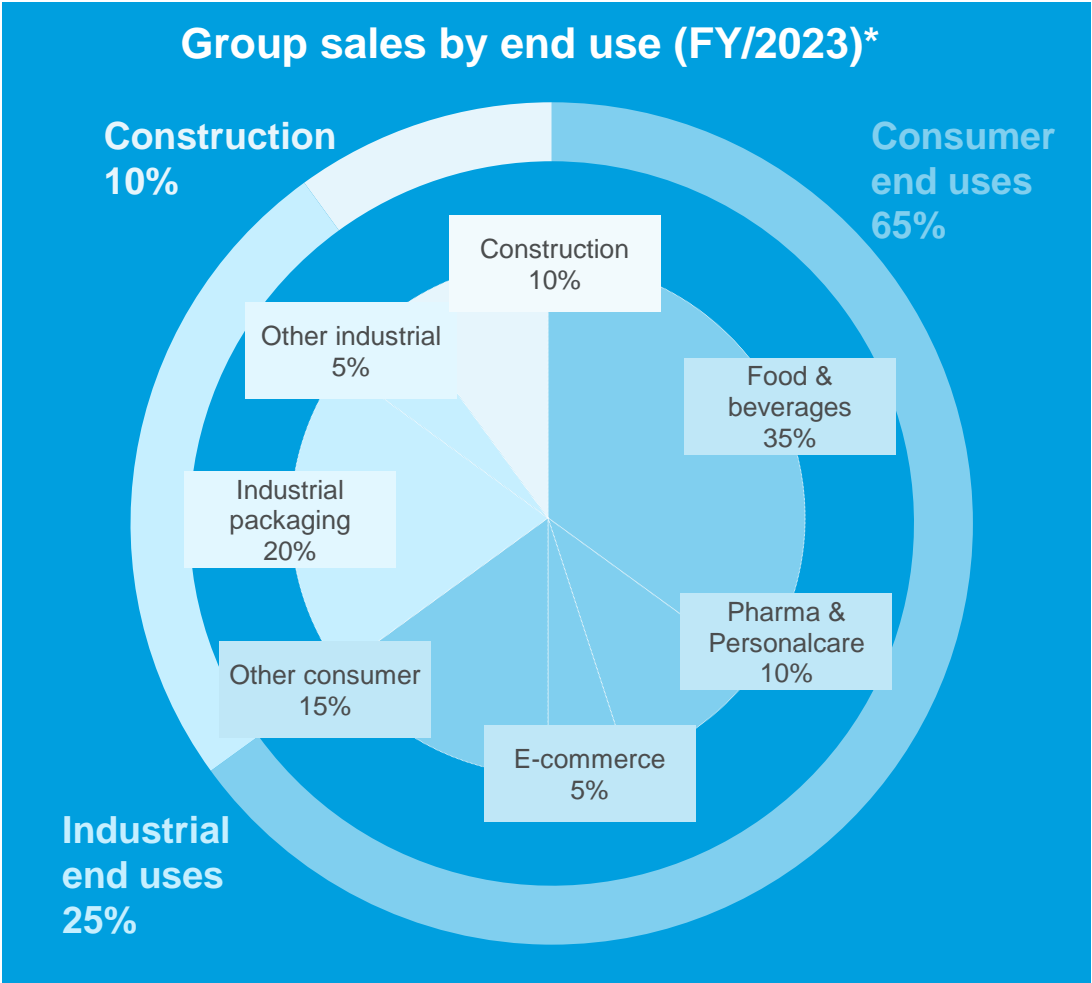 Group sales by end use (FY/2023)*
Construction
10%
Consumer
end uses
65%
Construction
10%
Other industrial
5%
Food &
beverages
35%
Industrial
packaging
20%
Pharma &
Personalcare
10%
Other consumer
15%
E-commerce
5%
Industrial
end uses
25%